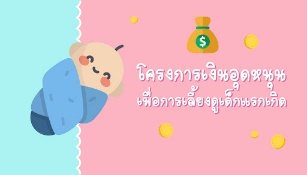 โครงการเงินอุดหนุน
เพื่อการเลี้ยงดูเด็กแรกเกิด